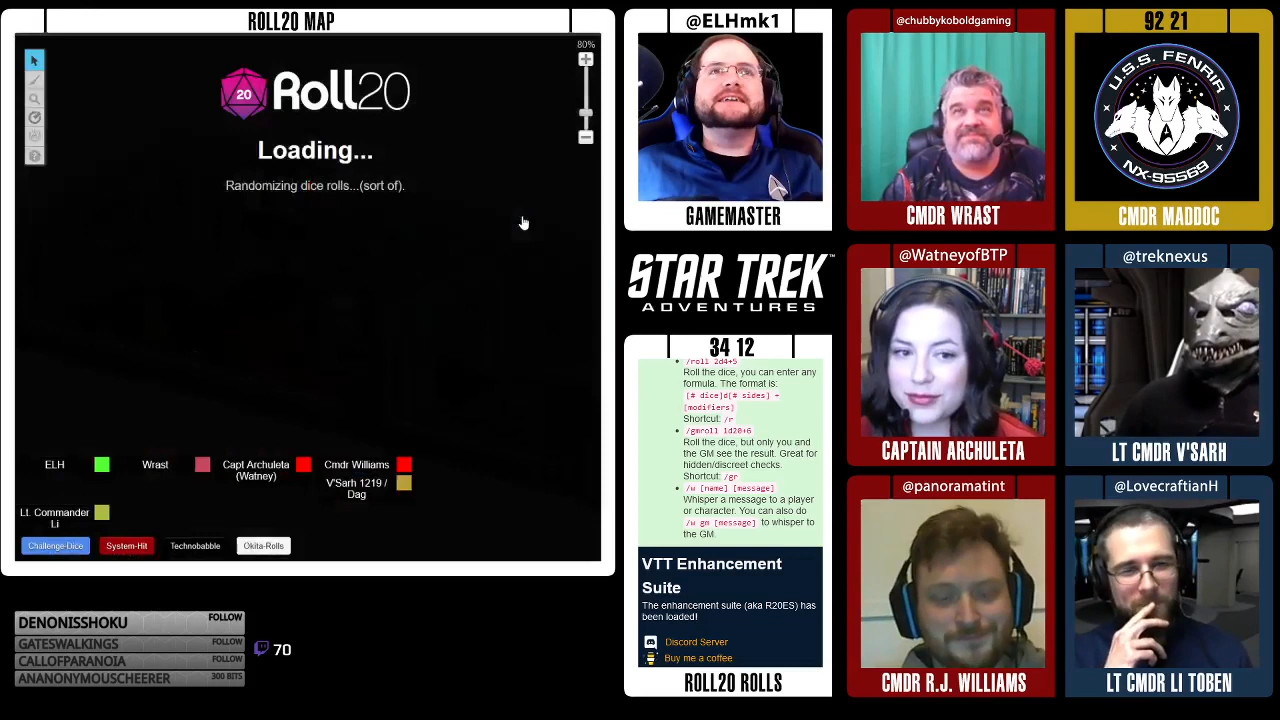 ROLL20 MAP
80%
20
Roll20
Loading...
Randomizing dice rolls...(sort of).
ELH
Wrast
Capt Archuleta
(Watney)
Cmdr Williams
V'Sarh 1219 /
Dag
Lt. Commander
Li
Challenge-Dice
System-Hit
Technobabble
Okita-Rolls
DENONISSHOKU FOLLOW
GATESWALKINGS FOLLOW
CALLOFPARANOIA FOLLOW
ANANONYMOUSCHEERER 300 BITS
70
@ELHmk1
GAMEMASTER
STAR TREK™
ADVENTURES
34 12
/roll 2d4+5
Roll the dice, you can enter any
formula. The format is:
[# dice]d[# sides] +
[modifiers]
Shortcut: /r
/gmroll 1d20+6
Roll the dice, but only you and
the GM see the result. Great for
hidden/discreet checks.
Shortcut: /gr
/w [name] [message]
Whisper a message to a player
or character. You can also do
/w gm [message] to whisper to
the GM.
VTT Enhancement
Suite
The enhancement suite (aka R20ES) has
been loaded!
Discord Server
Buy me a coffee
ROLL20 ROLLS
@chubbykoboldgaming
CMDR WRAST
92 21
U.S.S. FENRIR
NX-95569
CMDR MADDOC
@WatneyofBTP
CAPTAIN ARCHULETA
@treknexus
LT CMDR V'SARH
@panoramatint
CMDR R.J. WILLIAMS
@LovecraftianH
LT CMDR LI TOBEN